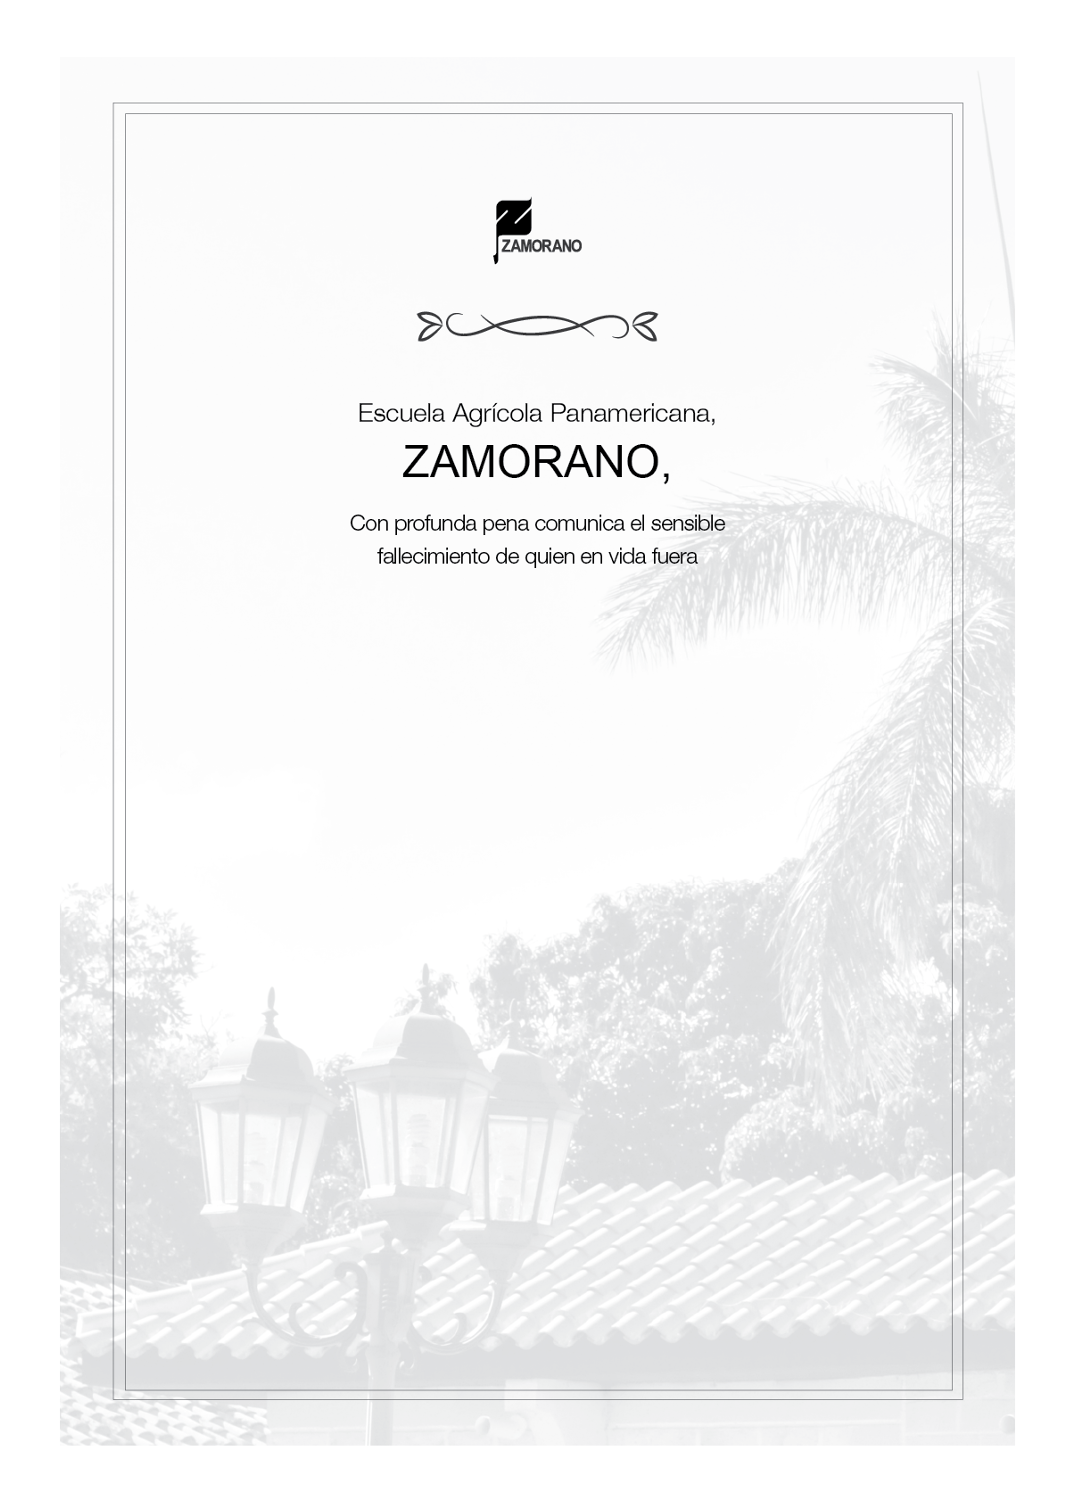 ZAMORANO
Escuela Agrícola Panamericana,
ZAMORANO,
Con profunda pena comunica el sensible
fallecimiento de quien en vida fuera